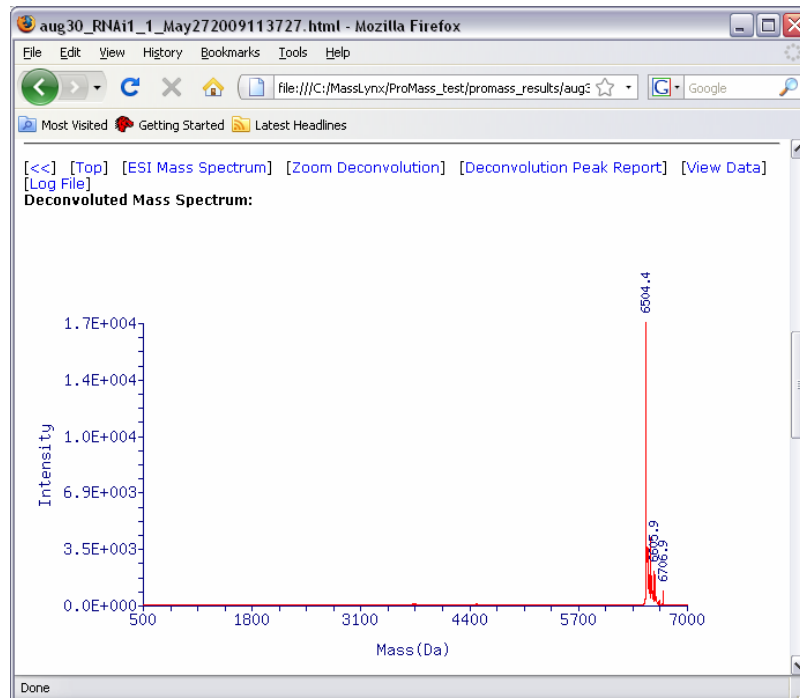 aug30_RNAi1_1_May272009113727.html - Mozilla Firefox
File Edit View History Bookmarks Tools Help
file:///C:/MassLynx/ProMass_test/promass_results/aug3 G Google
Most Visited Getting Started Latest Headlines
[<<] [Top] [ESI Mass Spectrum] [Zoom Deconvolution] [Deconvolution Peak Report] [View Data]
[Log File]
Deconvoluted Mass Spectrum:
6504.4
6605.9
6706.9
1.7E+004
1.4E+004
1.0E+004
6.9E+003
3.5E+003
0.0E+000
Intensity
500 1800 3100 4400 5700 7000
Mass(Da)
Done